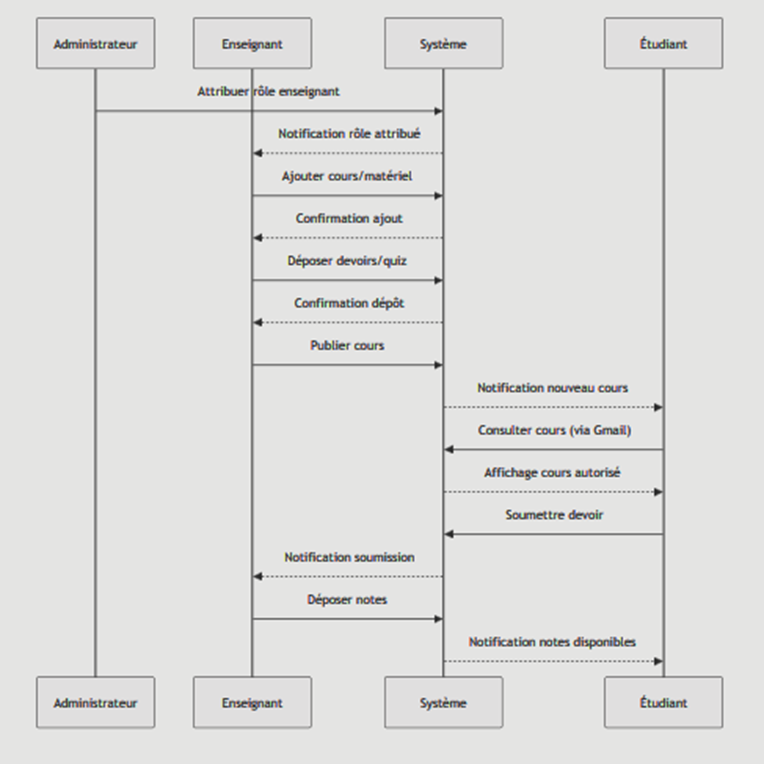 Administrateur
Enseignant
Système
Étudiant
Attribuer rôle enseignant
Notification rôle attribué
Ajouter cours/matériel
Confirmation ajout
Déposer devoirs/quiz
Confirmation dépôt
Publier cours
Notification nouveau cours
Consulter cours (via Gmail)
Affichage cours autorisé
Soumettre devoir
Notification soumission
Déposer notes
Notification notes disponibles
Administrateur
Enseignant
Système
Étudiant